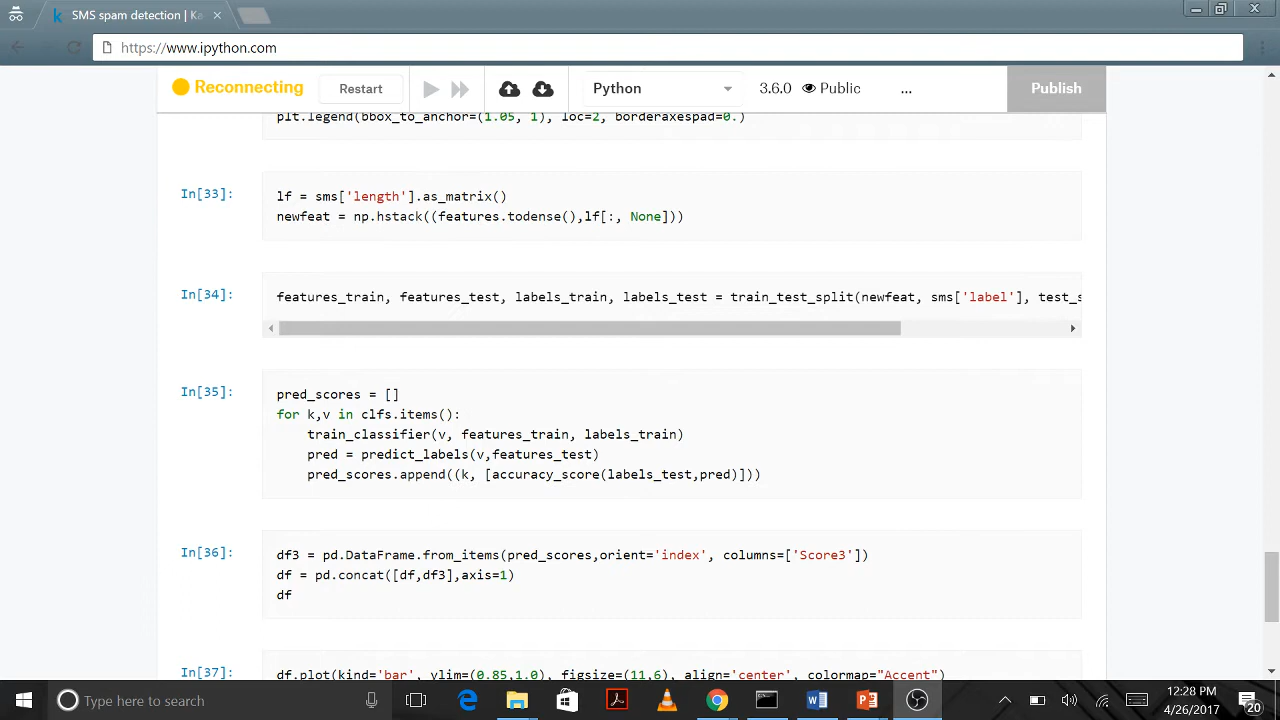 SMS spam detection | Ka
https://www.ipython.com
Reconnecting
Restart
Python
3.6.0
Public
...
Publish
plt.legend(bbox_to_anchor=(1.05, 1), loc=2, borderaxespad=0.)
In[33]:
lf = sms['length'].as_matrix()
newfeat = np.hstack((features.todense(),lf[:, None]))
In[34]:
features_train, features_test, labels_train, labels_test = train_test_split(newfeat, sms['label'], test_s
In[35]:
pred_scores = []
for k,v in clfs.items():
train_classifier(v, features_train, labels_train)
pred = predict_labels(v,features_test)
pred_scores.append((k, [accuracy_score(labels_test,pred)]))
In[36]:
df3 = pd.DataFrame.from_items(pred_scores,orient='index', columns=['Score3'])
df = pd.concat([df,df3],axis=1)
df
In[37]:
df.plot(kind='bar', ylim=(0.85,1.0), figsize=(11,6), align='center', colormap="Accent")
Type here to search
12:28 PM
4/26/2017
20